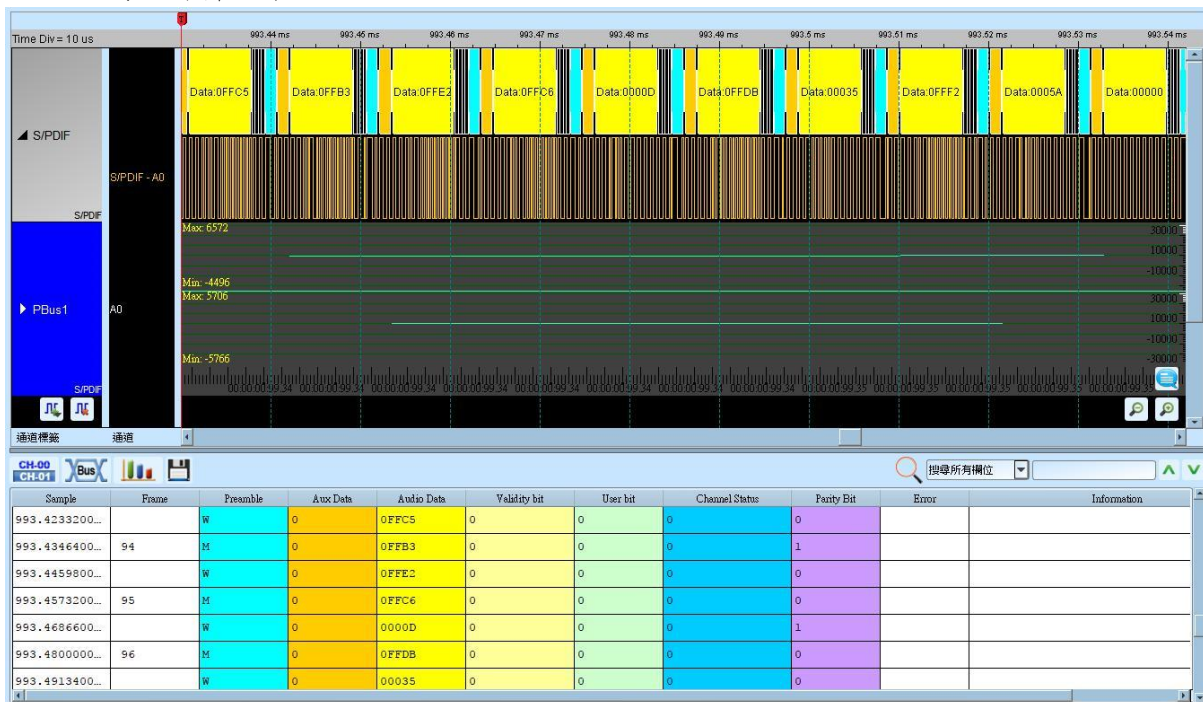 Time Div = 10 us
993.44 ms 993.45 ms 993.46 ms 993.47 ms 993.48 ms 993.49 ms 993.5 ms 993.51 ms 993.52 ms 993.53 ms 993.54 ms
Data:0FFC5 Data:0FFB3 Data:0FFE2 Data:0FFC6 Data:0000D Data:0FFDB Data:00035 Data:0FFF2 Data:0005A Data:00000
S/PDIF
S/PDIF - A0
S/PDIF
Max: 6572
30000
10000
-10000
Min: -4496
Max: 5706
30000
PBus1 A0
10000
-10000
Min: -5766
-30000
S/PDIF
通道標籤 通道
CH-00
CH-01
Bus
搜尋所有欄位
Sample Frame Preamble Aux Data Audio Data Validity bit User bit Channel Status Parity Bit Error Information
993.4233200... W 0 0FFC5 0 0 0 0
993.4346400... 94 M 0 0FFB3 0 0 0 1
993.4459800... W 0 0FFE2 0 0 0 0
993.4573200... 95 M 0 0FFC6 0 0 0 0
993.4686600... W 0 0000D 0 0 0 1
993.4800000... 96 M 0 0FFDB 0 0 0 0
993.4913400... W 0 00035 0 0 0 0